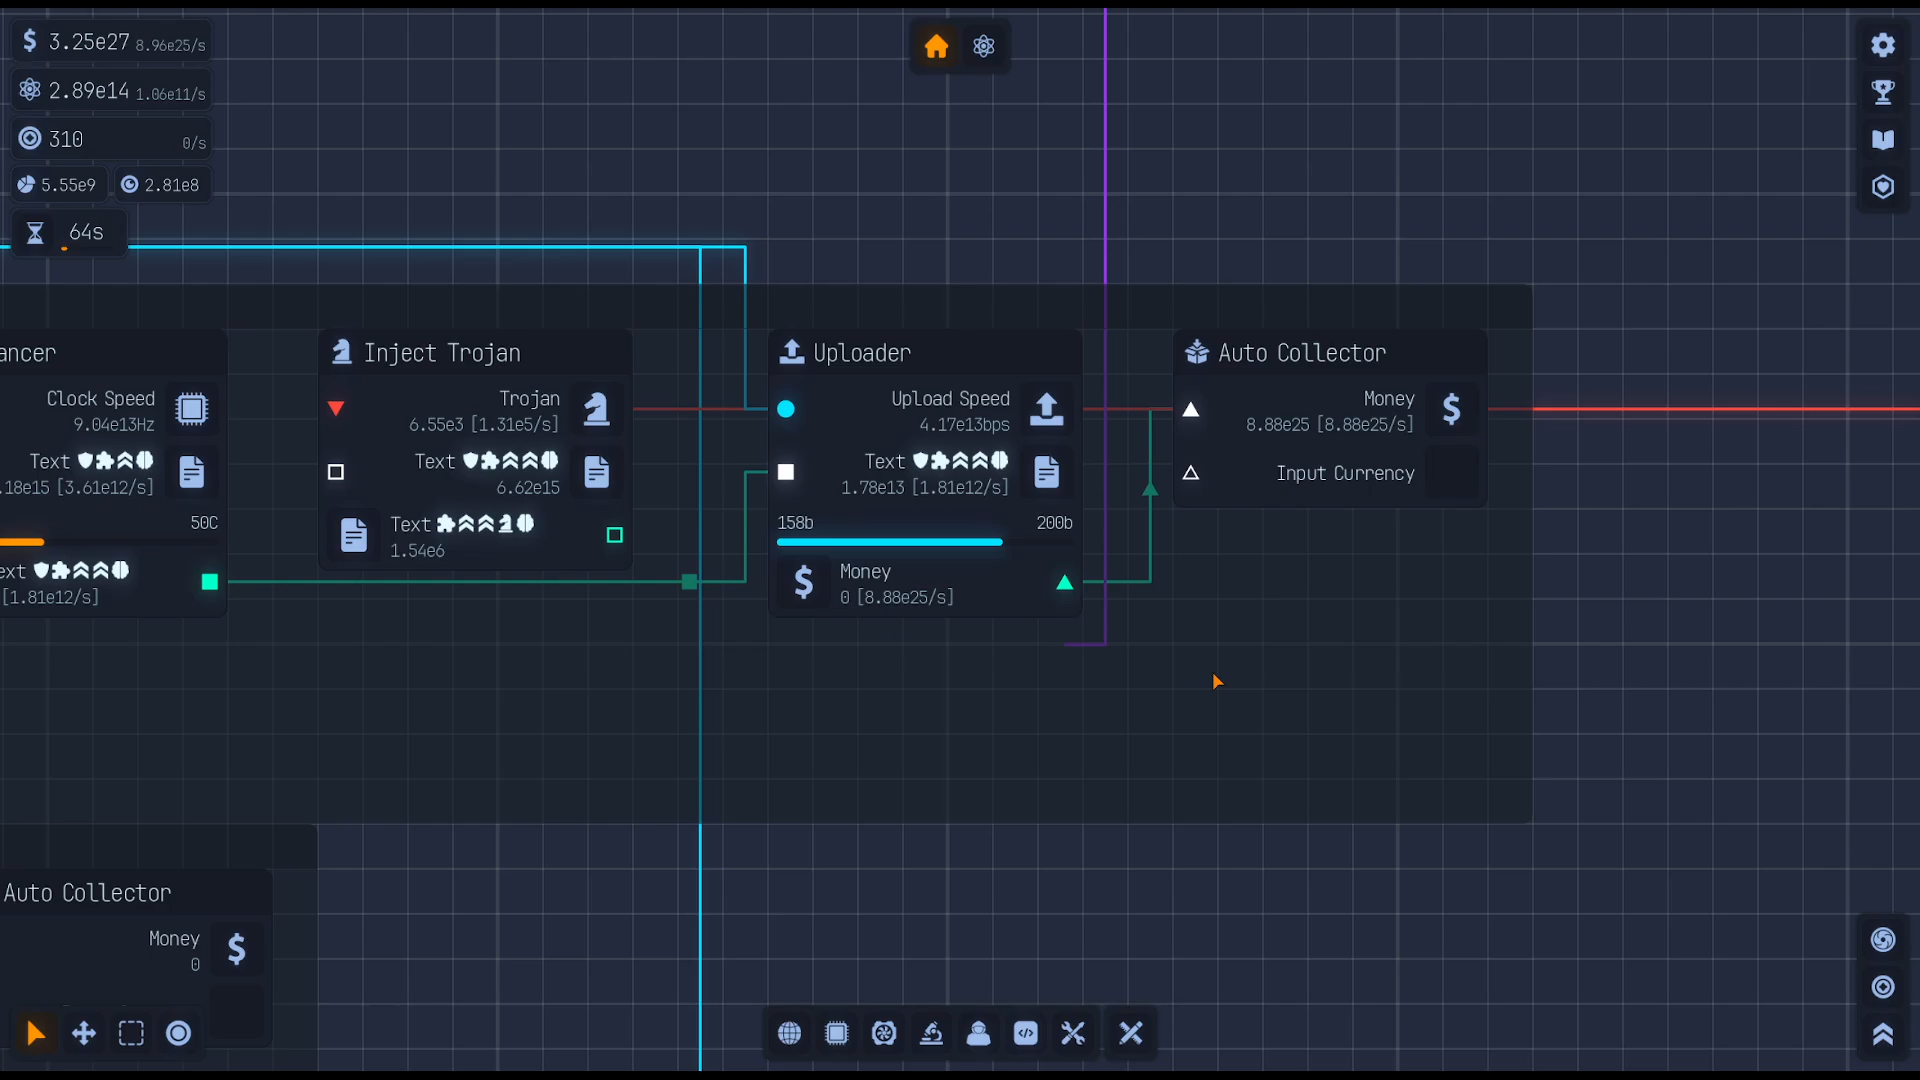 3.25e27 8.96e25/s
2.89e14 1.06e11/s
310 0/s
5.55e9 2.81e8
64s
ancer
Clock Speed
9.04e13Hz
Text
.18e15 [3.61e12/s]
50C
ext
[1.81e12/s]
Inject Trojan
Trojan
6.55e3 [1.31e5/s]
Text
6.62e15
Text
1.54e6
Uploader
Upload Speed
4.17e13bps
Text
1.78e13 [1.81e12/s]
158b 200b
Money
0 [8.88e25/s]
Auto Collector
Money
8.88e25 [8.88e25/s]
Input Currency
Auto Collector
Money
0